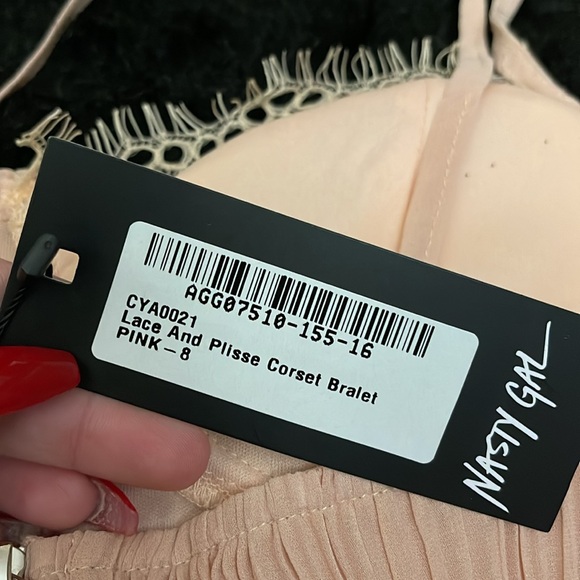 AGG07510-155-16
CYA0021
Lace And Plisse Corset Bralet
PINK-8
NASTY GAL